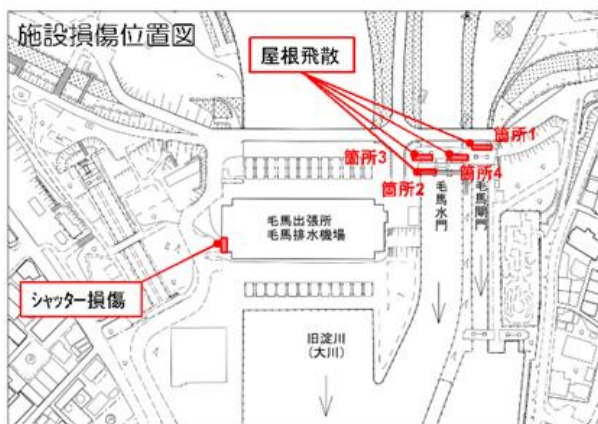 施設損傷位置図
屋根飛散
箇所1
箇所3
箇所4
箇所2
毛馬水門
毛馬閘門
毛馬出張所
毛馬排水機場
シャッター損傷
旧淀川
(大川)